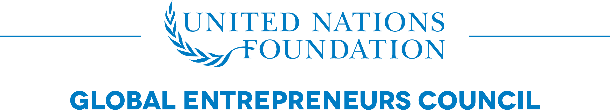 UNITED NATIONS
FOUNDATION
GLOBAL ENTREPRENEURS COUNCIL